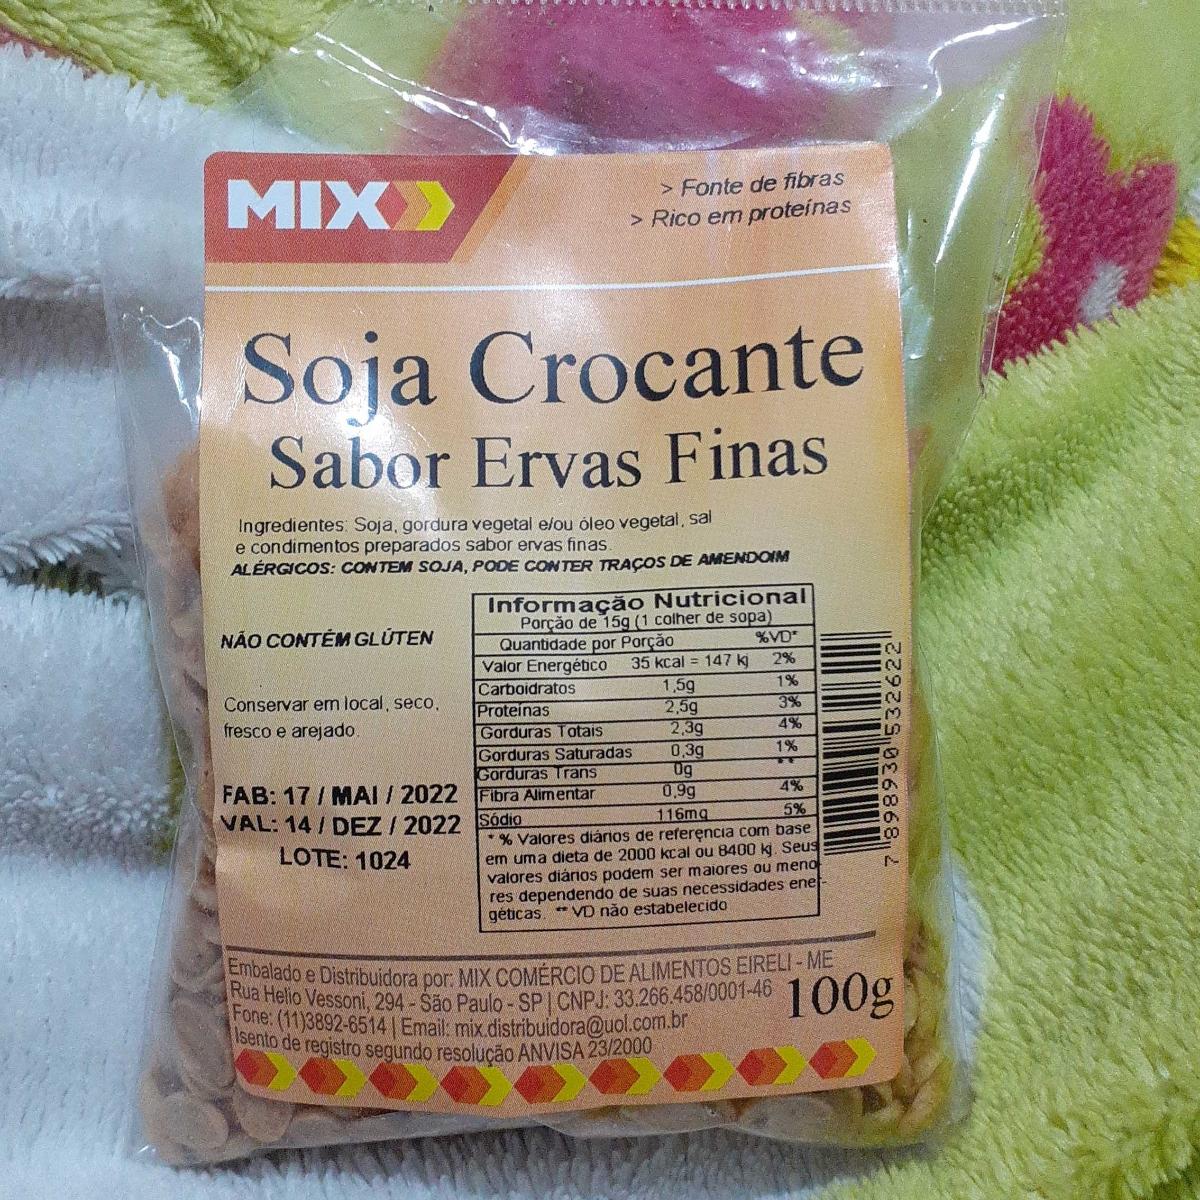 MIX
> Fonte de fibras
> Rico em proteínas
Soja Crocante
Sabor Ervas Finas
Ingredientes: Soja, gordura vegetal e/ou óleo vegetal, sal
e condimentos preparados sabor ervas finas.
ALÉRGICOS: CONTEM SOJA, PODE CONTER TRAÇOS DE AMENDOIM
NÃO CONTÉM GLÚTEN
Conservar em local, seco,
fresco e arejado.
FAB: 17 / MAI / 2022
VAL: 14 / DEZ / 2022
LOTE: 1024
Informação Nutricional
Porção de 15g (1 colher de sopa)
Quantidade por Porção %VD*
Valor Energético 35 kcal = 147 kj 2%
Carboidratos 1,5g 1%
Proteínas 2,5g 3%
Gorduras Totais 2,3g 4%
Gorduras Saturadas 0,3g 1%
Gorduras Trans 0g **
Fibra Alimentar 0,9g 4%
Sódio 116mg 5%
* % Valores diários de referência com base
em uma dieta de 2000 kcal ou 8400 kj. Seus
valores diários podem ser maiores ou meno
res dependendo de suas necessidades ener-
géticas. ** VD não estabelecido
7 898930 532622
Embalado e Distribuidora por: MIX COMÉRCIO DE ALIMENTOS EIRELI - ME
Rua Helio Vessoni, 294 - São Paulo - SP | CNPJ: 33.266.458/0001-46
Fone: (11)3892-6514 | Email: mix.distribuidora@uol.com.br
Isento de registro segundo resolução ANVISA 23/2000
100g